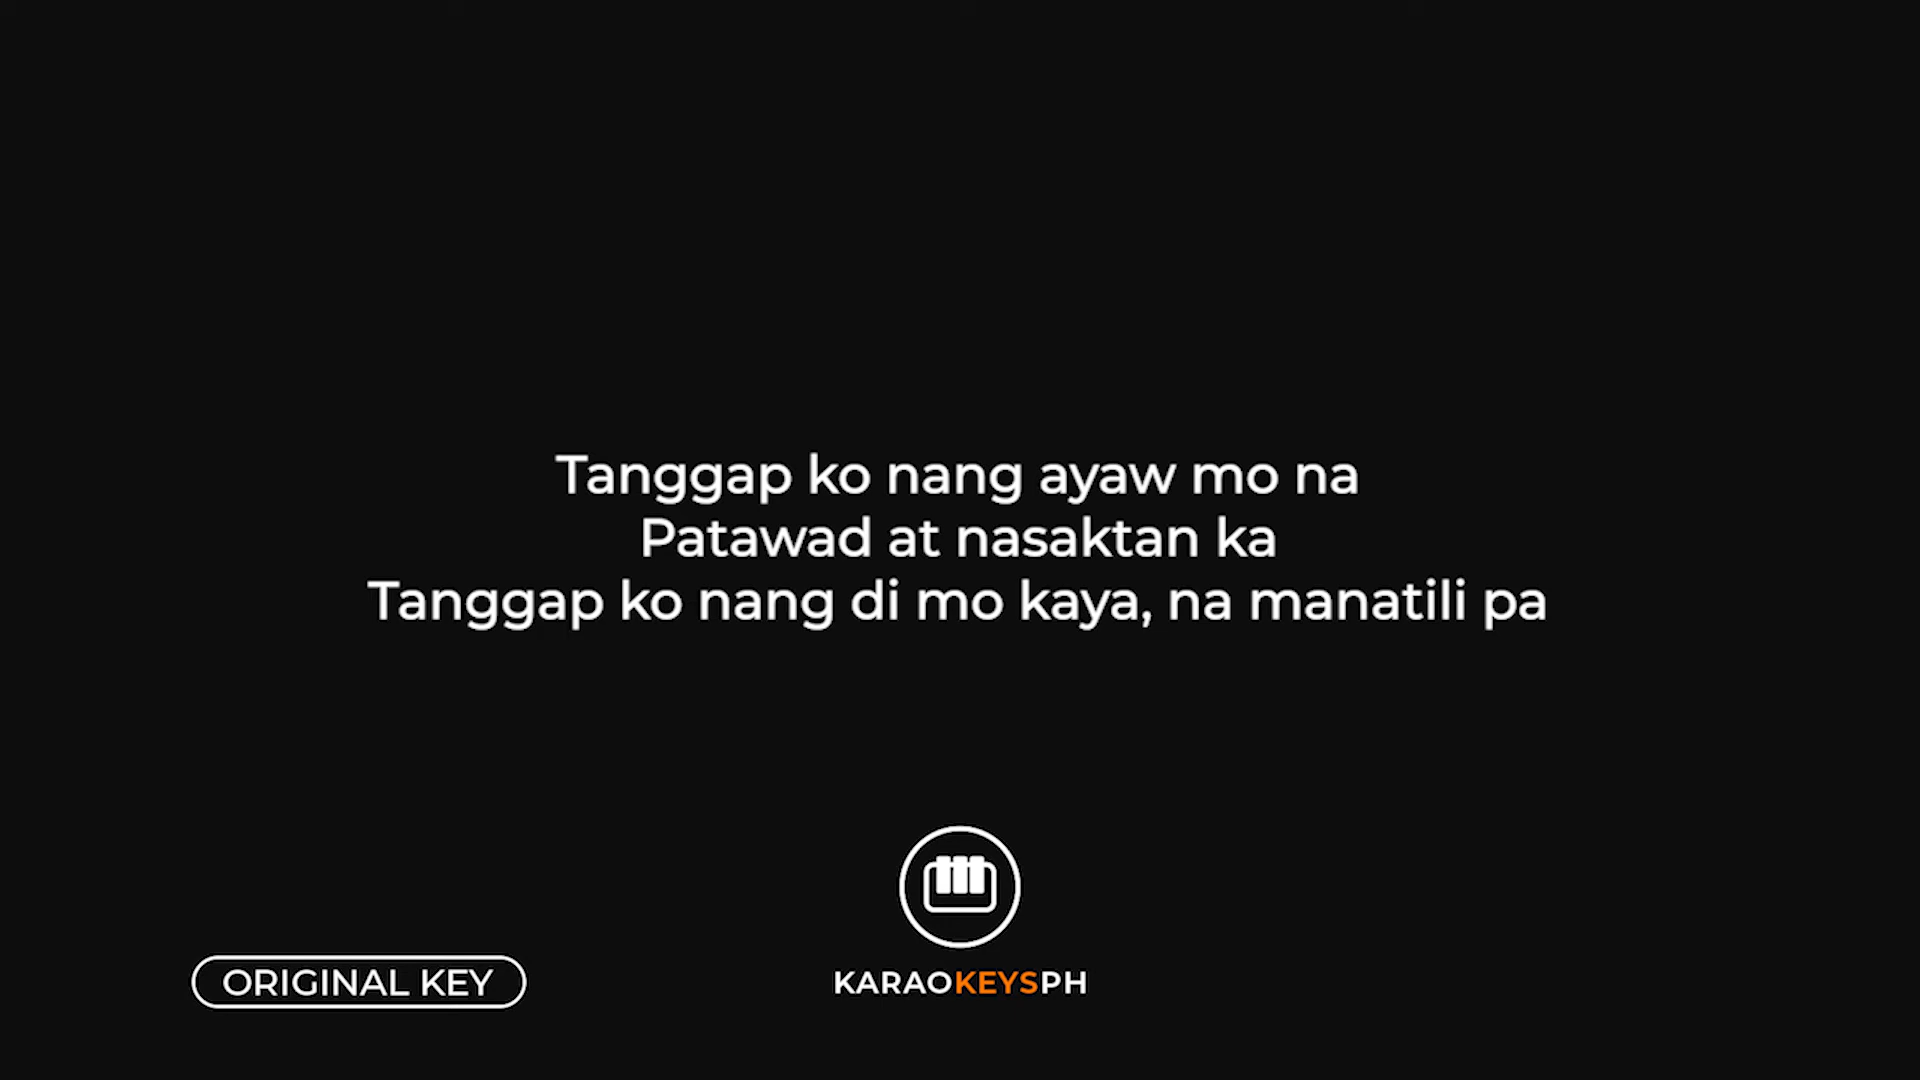 Tanggap ko nang ayaw mo na
Patawad at nasaktan ka
Tanggap ko nang di mo kaya, na manatili pa
ORIGINAL KEY
KARAOKEYSPH